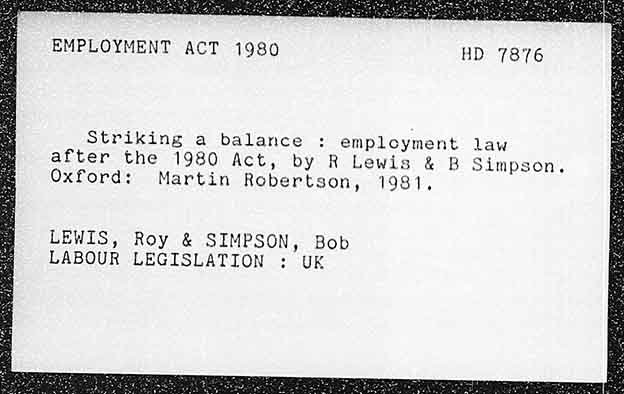 EMPLOYMENT ACT 1980 HD 7876
Striking a balance : employment law
after the 1980 Act, by R Lewis & B Simpson.
Oxford: Martin Robertson, 1981.
LEWIS, Roy & SIMPSON, Bob
LABOUR LEGISLATION : UK